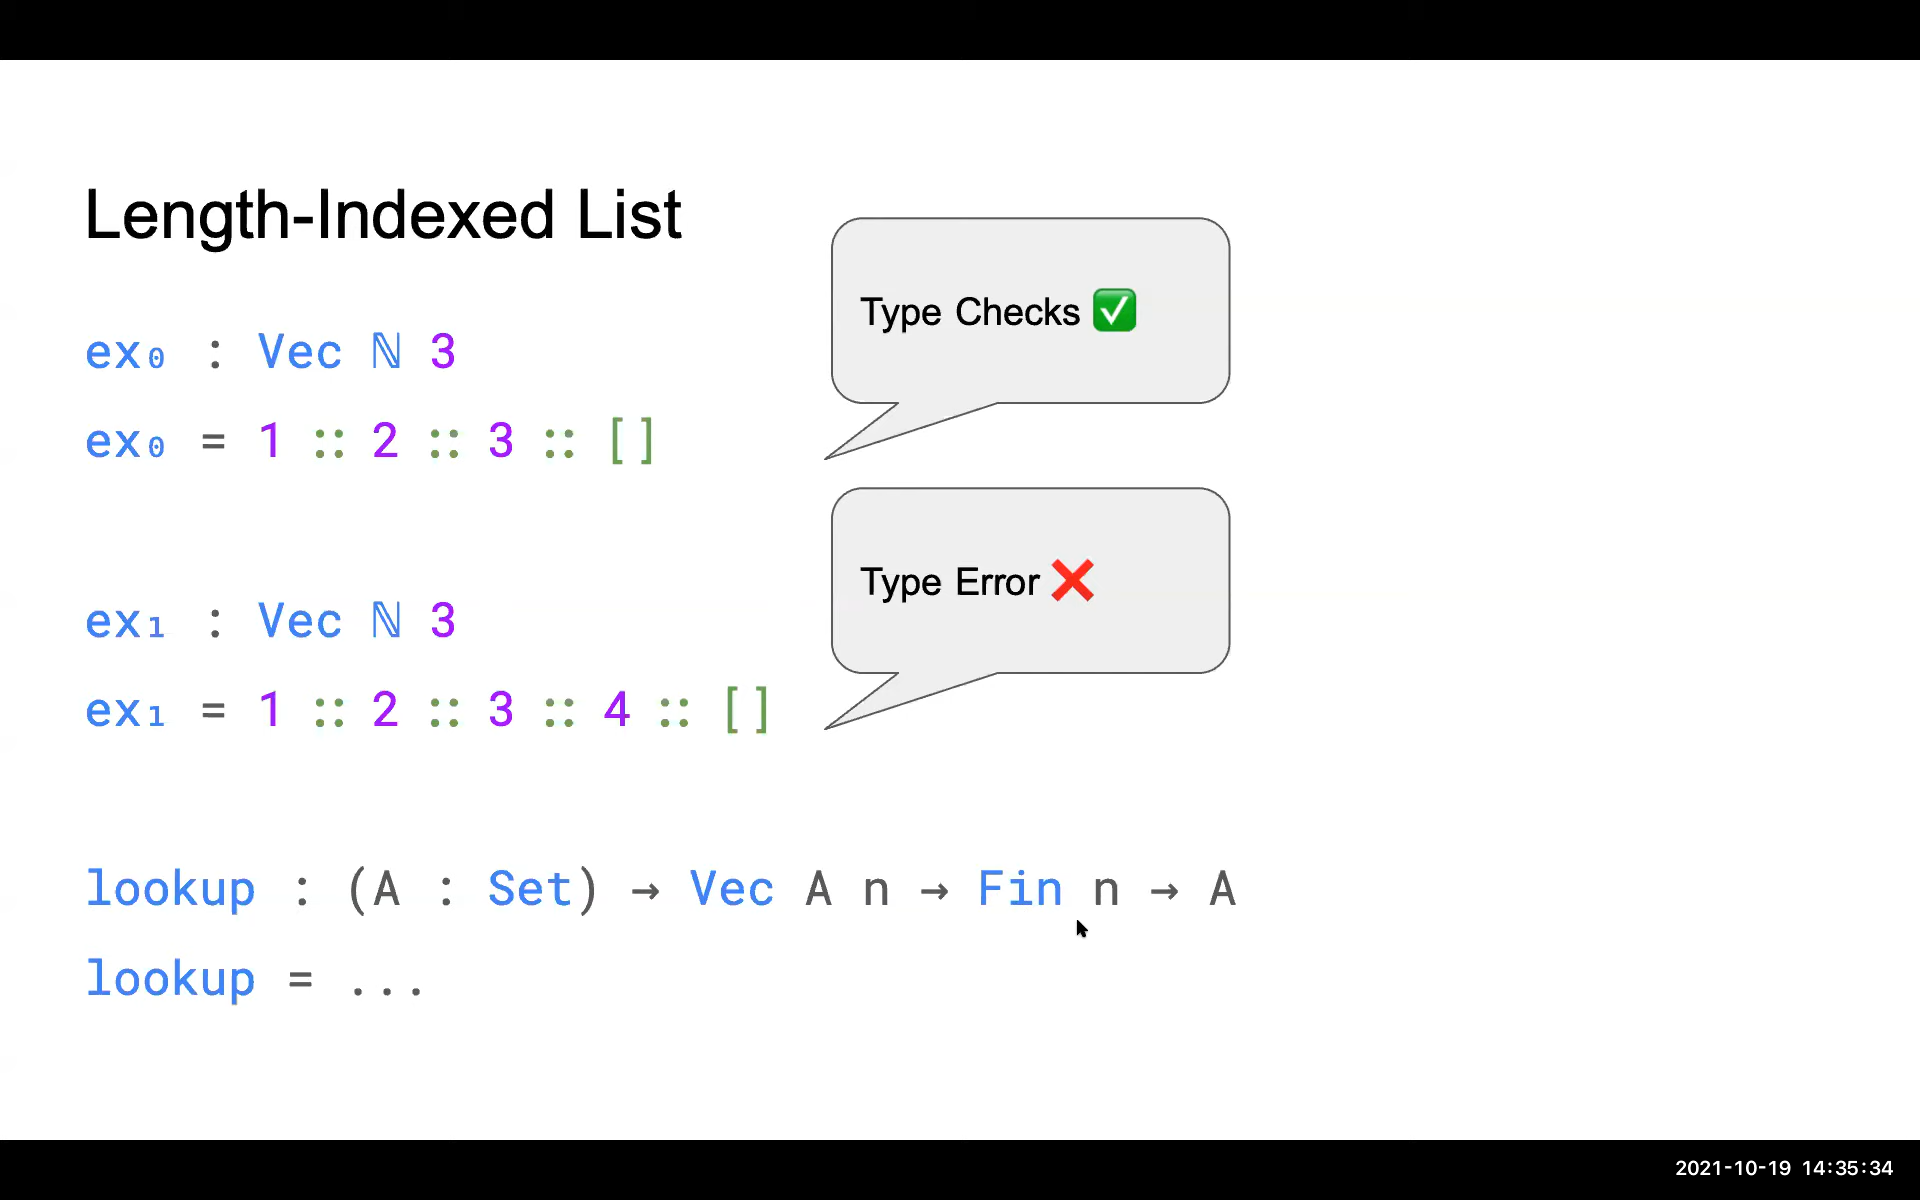 Length-Indexed List
ex₀ : Vec ℕ 3
ex₀ = 1 :: 2 :: 3 :: []
Type Checks ✅
ex₁ : Vec ℕ 3
ex₁ = 1 :: 2 :: 3 :: 4 :: []
Type Error ❌
lookup : (A : Set) → Vec A n → Fin n → A
lookup = ...
2021-10-19 14:35:34